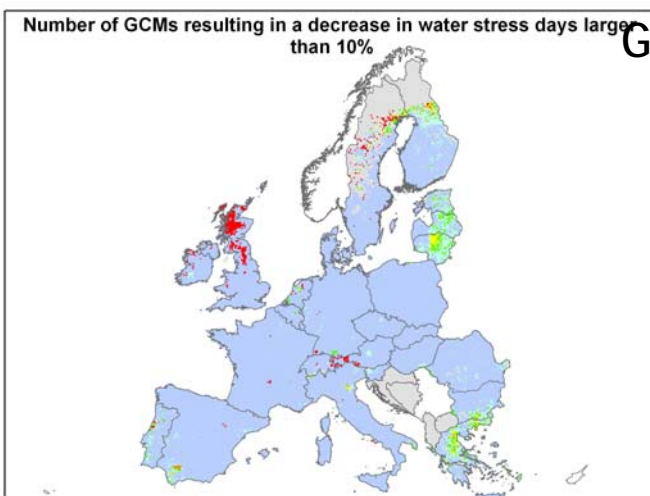 Number of GCMs resulting in a decrease in water stress days larger
than 10%
G